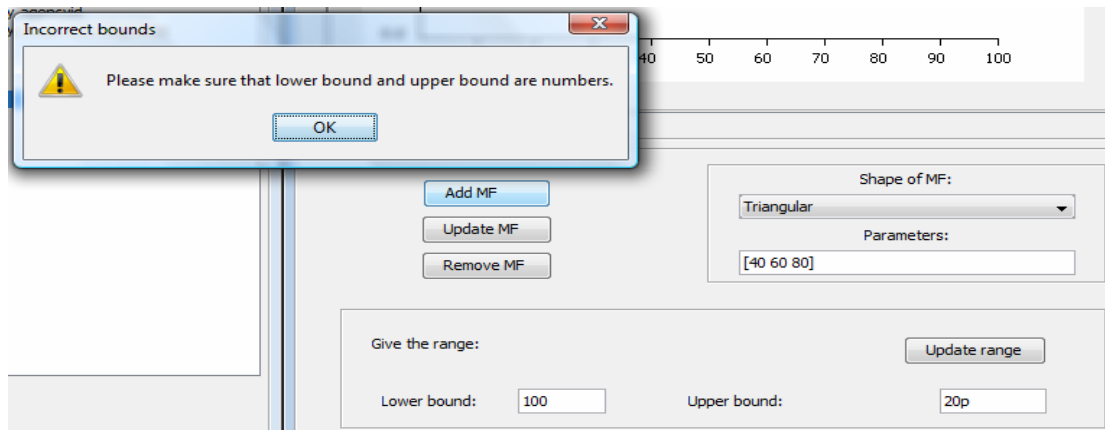 Incorrect bounds
Please make sure that lower bound and upper bound are numbers.
OK
40 50 60 70 80 90 100
Add MF
Update MF
Remove MF
Shape of MF:
Triangular
Parameters:
[40 60 80]
Give the range:
Update range
Lower bound: 100 Upper bound: 20p